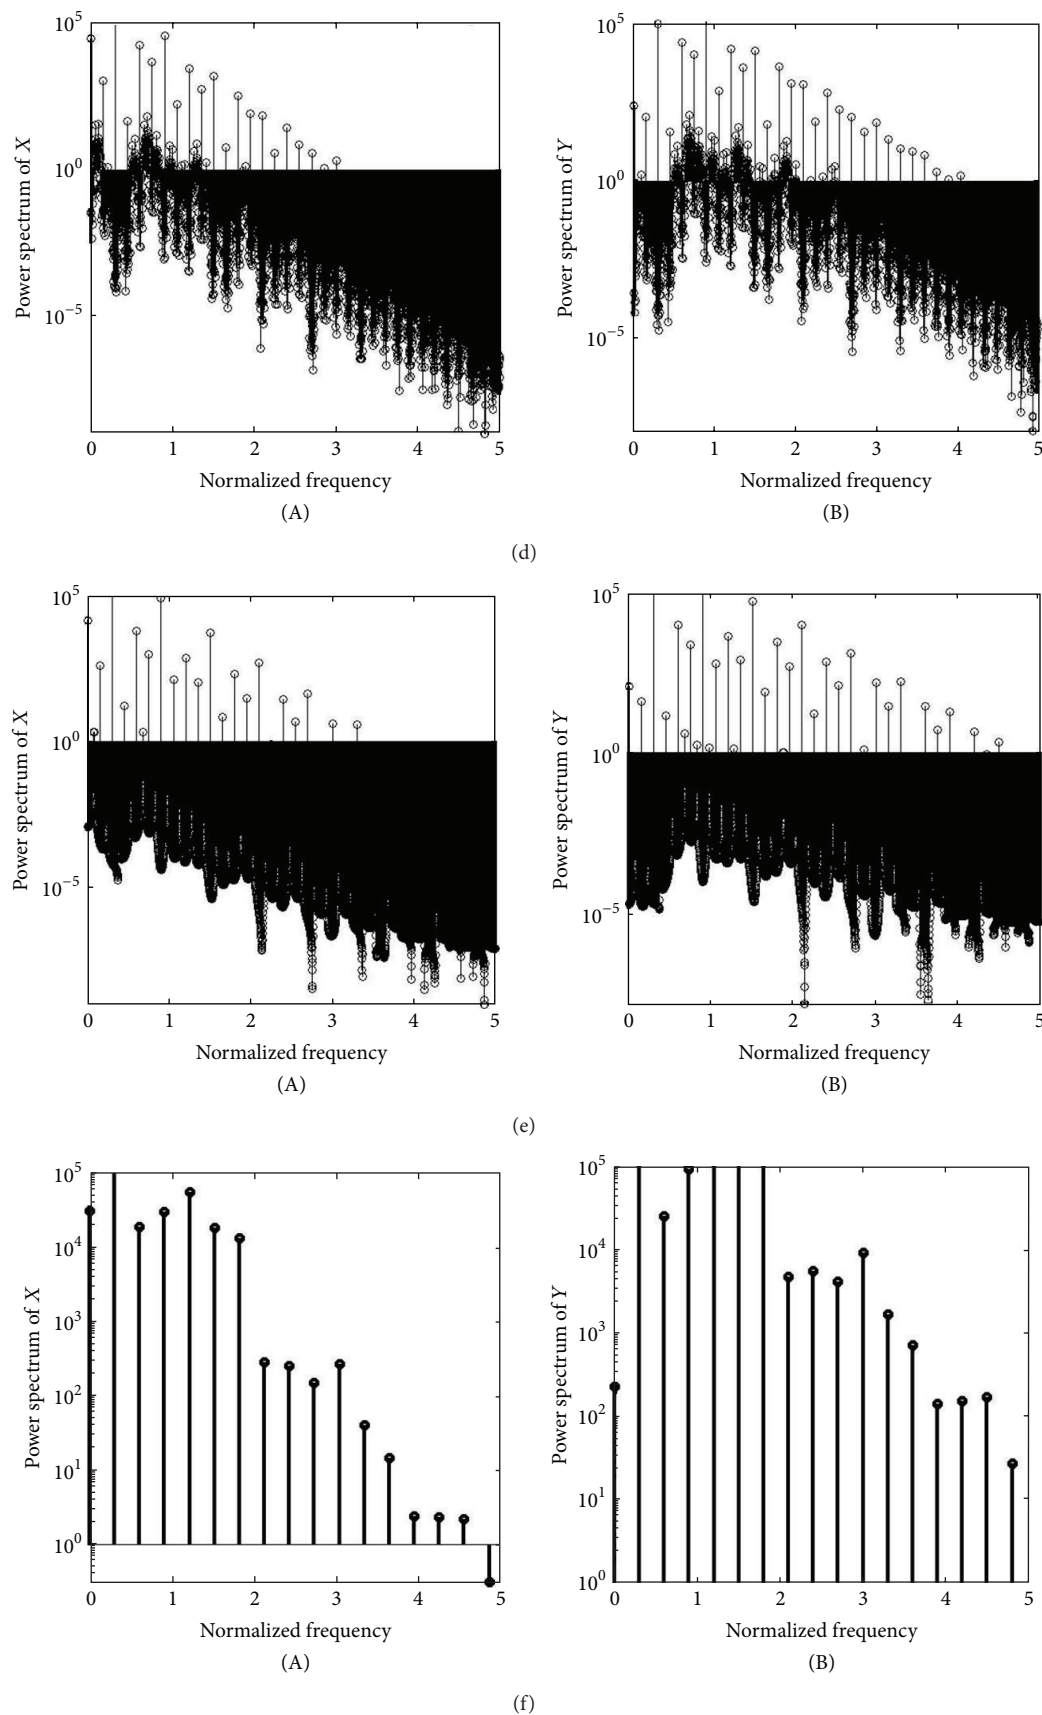 10^5
10^0
10^−5
Power spectrum of X
0 1 2 3 4 5
Normalized frequency
(A)
10^5
10^0
10^−5
Power spectrum of Y
0 1 2 3 4 5
Normalized frequency
(B)
(d)
10^5
10^0
10^−5
Power spectrum of X
0 1 2 3 4 5
Normalized frequency
(A)
10^5
10^0
10^−5
Power spectrum of Y
0 1 2 3 4 5
Normalized frequency
(B)
(e)
10^5
10^4
10^3
10^2
10^1
10^0
Power spectrum of X
0 1 2 3 4 5
Normalized frequency
(A)
10^5
10^4
10^3
10^2
10^1
10^0
Power spectrum of Y
0 1 2 3 4 5
Normalized frequency
(B)
(f)